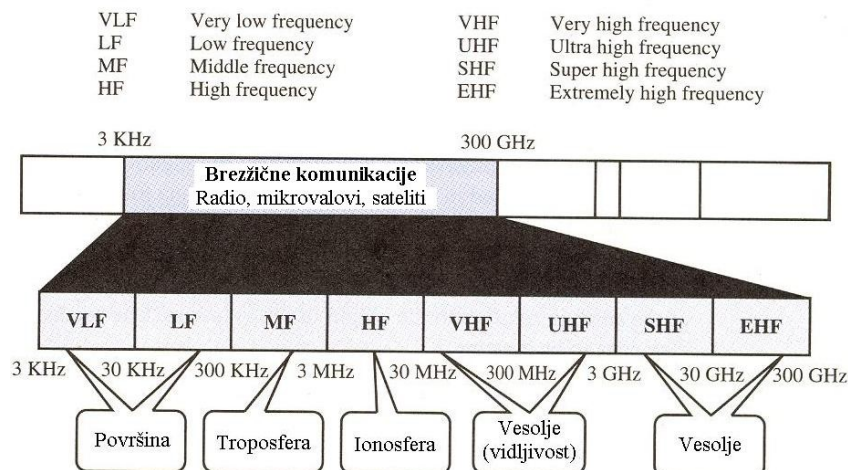 VLF Very low frequency
LF Low frequency
MF Middle frequency
HF High frequency
VHF Very high frequency
UHF Ultra high frequency
SHF Super high frequency
EHF Extremely high frequency
3 KHz 300 GHz
Brezžične komunikacije
Radio, mikrovalovi, sateliti
VLF LF MF HF VHF UHF SHF EHF
3 KHz 30 KHz 300 KHz 3 MHz 30 MHz 300 MHz 3 GHz 30 GHz 300 GHz
Površina
Troposfera
Ionosfera
Vesolje
(vidljivost)
Vesolje